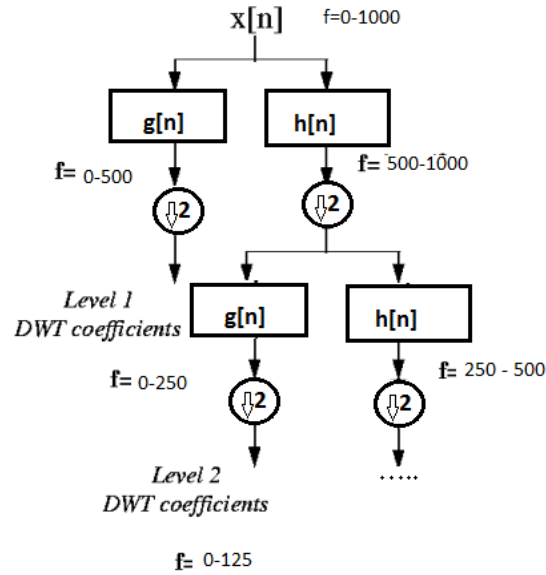 x[n] f=0-1000
g[n] h[n]
f= 0-500 f= 500-1000
⇩2 ⇩2
Level 1
DWT coefficients
g[n] h[n]
f= 0-250 f= 250 - 500
⇩2 ⇩2
Level 2 .....
DWT coefficients
f= 0-125